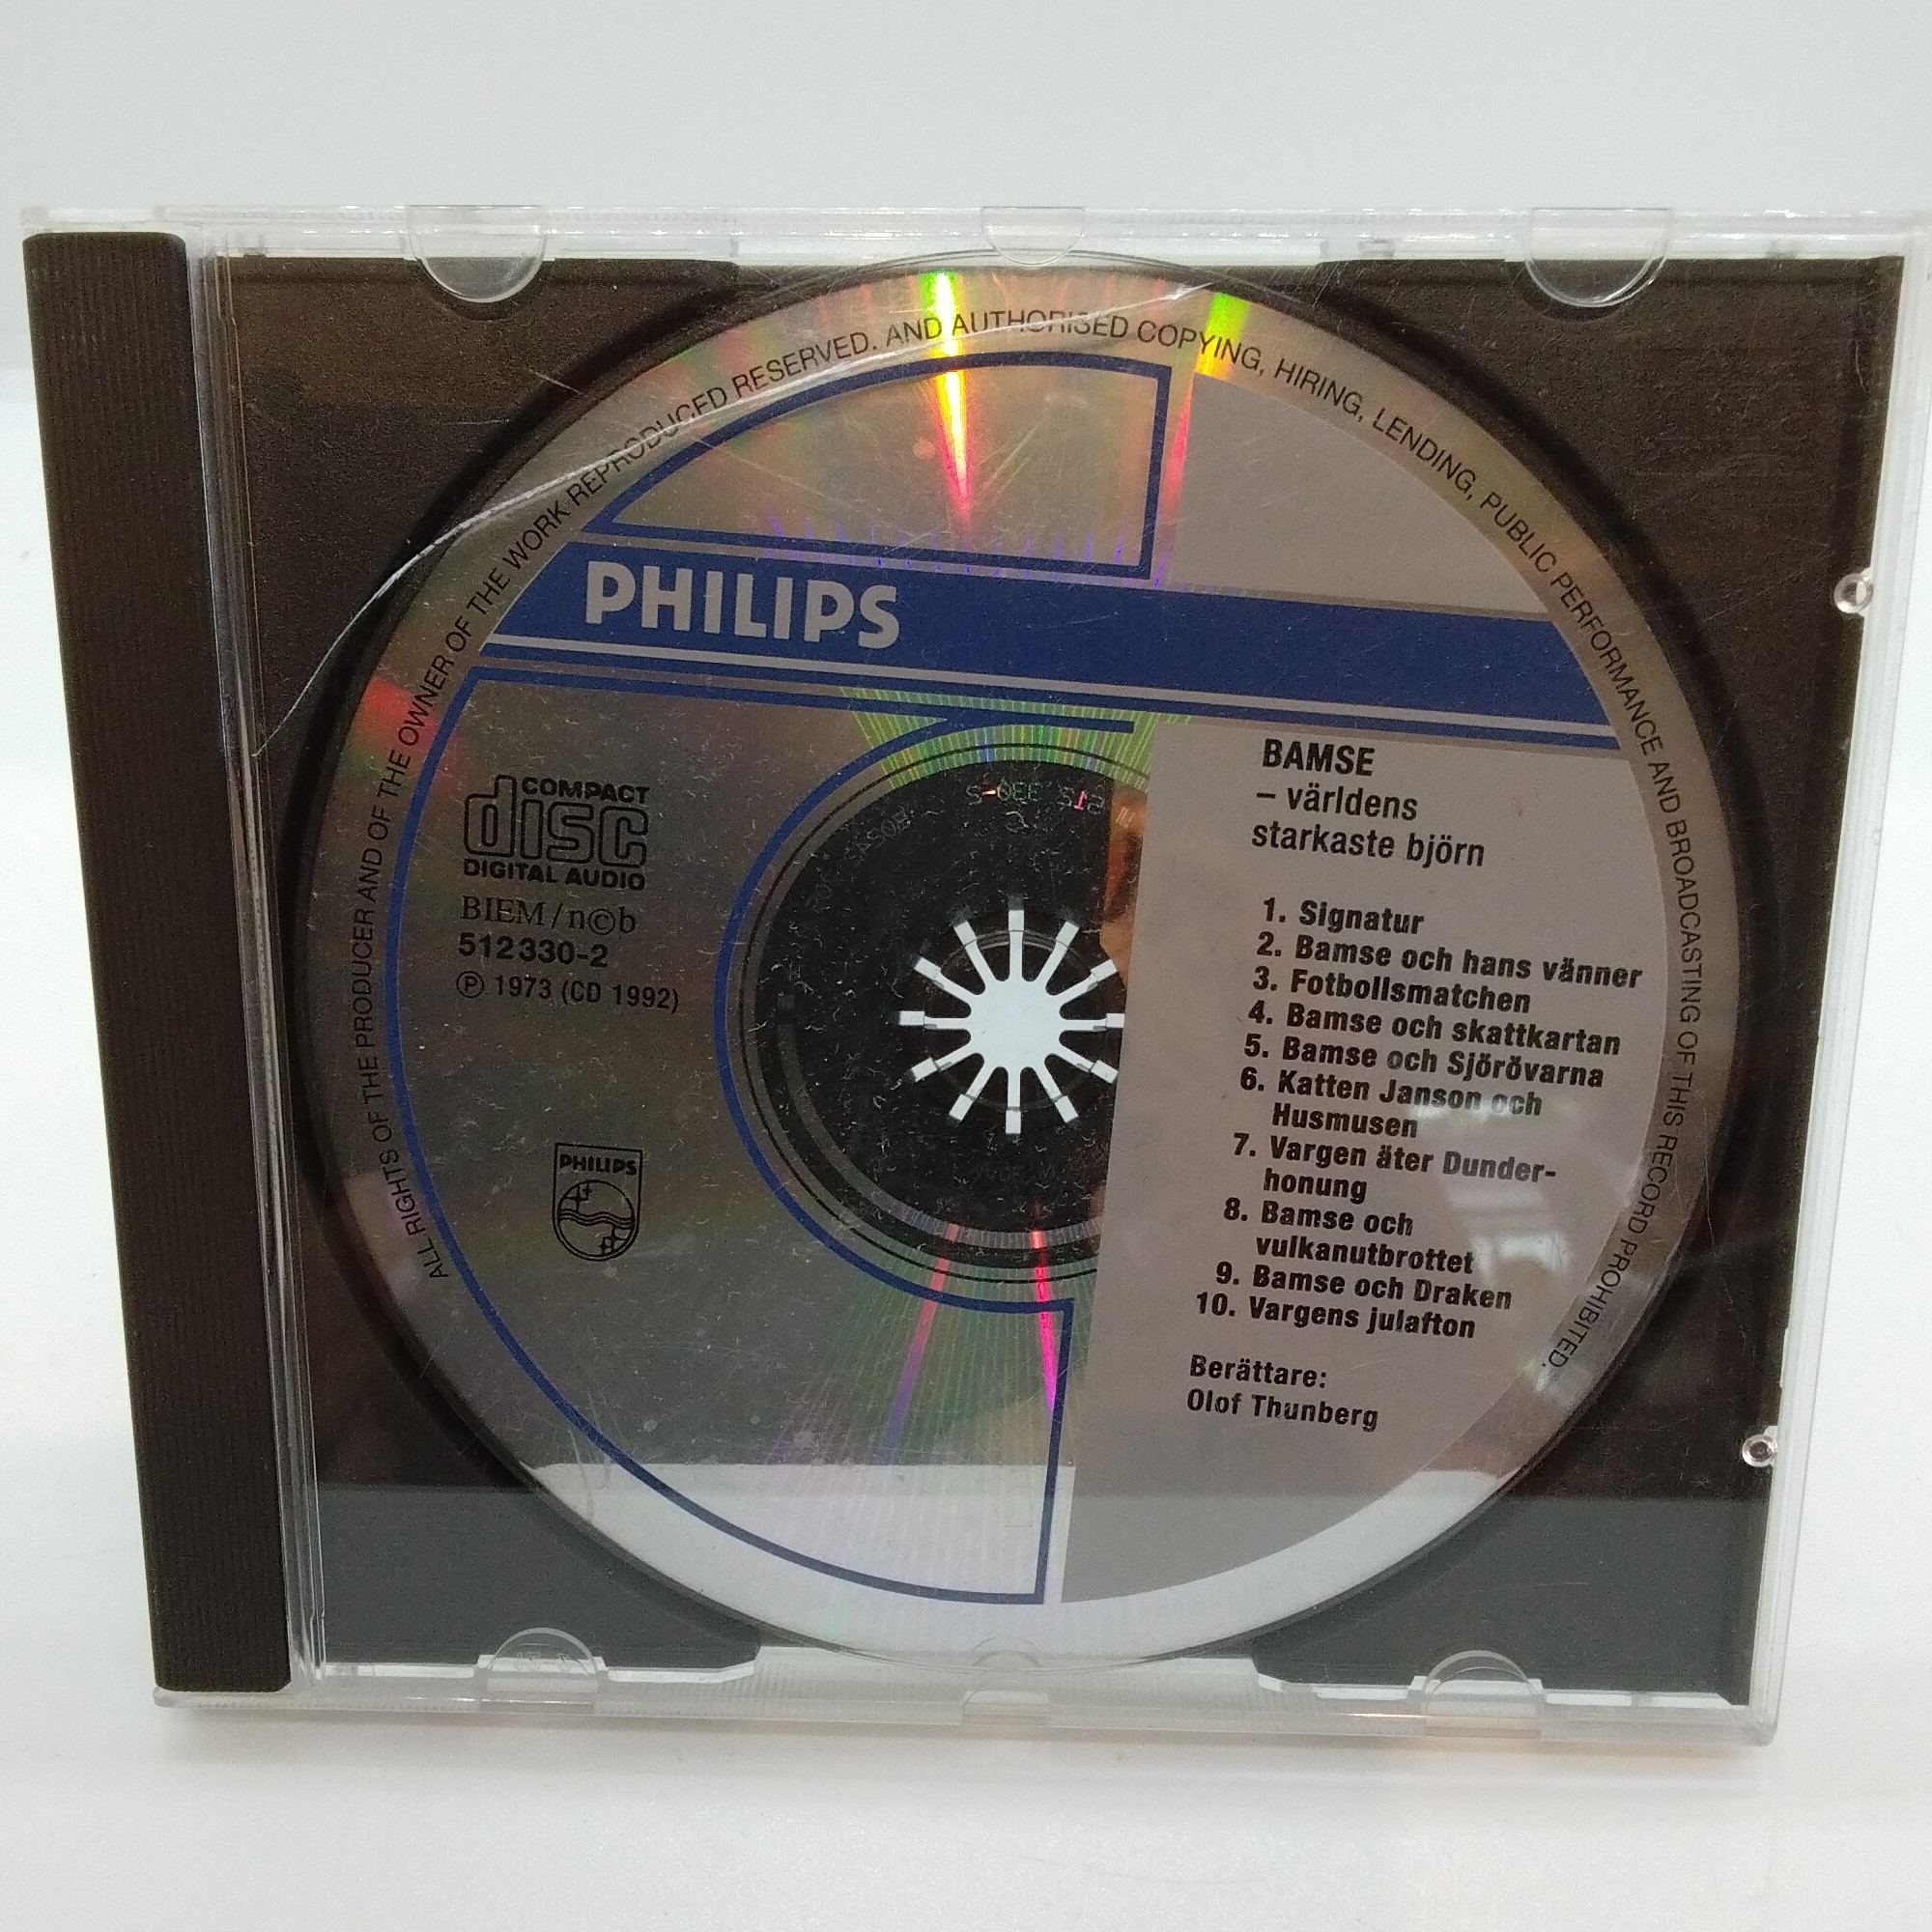 ALL RIGHTS OF THE PRODUCER AND OF THE OWNER OF THE WORK REPRODUCED RESERVED. AND AUTHORISED COPYING, HIRING, LENDING, PUBLIC PERFORMANCE AND BROADCASTING OF THIS RECORD PROHIBITED.
PHILIPS
COMPACT
disc
DIGITAL AUDIO
BIEM/n©b
512330-2
℗ 1973 (CD 1992)
PHILIPS
BAMSE
– världens
starkaste björn
1. Signatur
2. Bamse och hans vänner
3. Fotbollsmatchen
4. Bamse och skattkartan
5. Bamse och Sjörövarna
6. Katten Janson och
Husmusen
7. Vargen äter Dunder-
honung
8. Bamse och
vulkanutbrottet
9. Bamse och Draken
10. Vargens julafton
Berättare:
Olof Thunberg